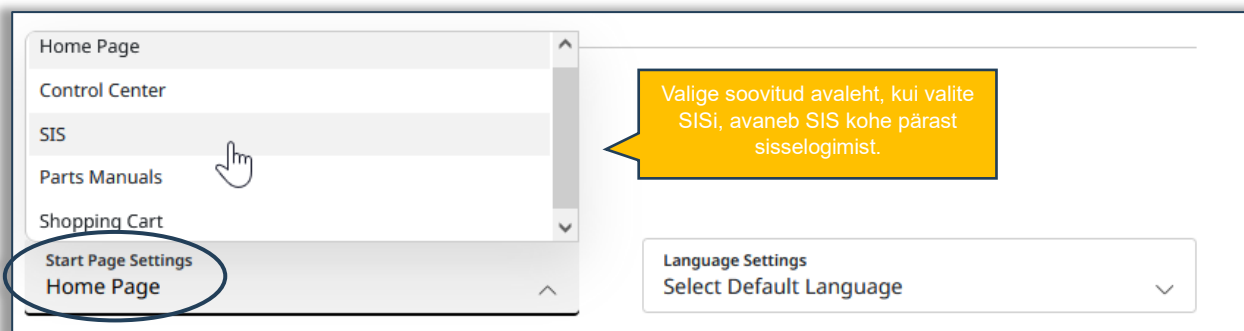 Home Page
Control Center
SIS
Parts Manuals
Shopping Cart
Valige soovitud avaleht, kui valite
SISi, avaneb SIS kohe pärast
sisselogimist.
Start Page Settings
Home Page
Language Settings
Select Default Language